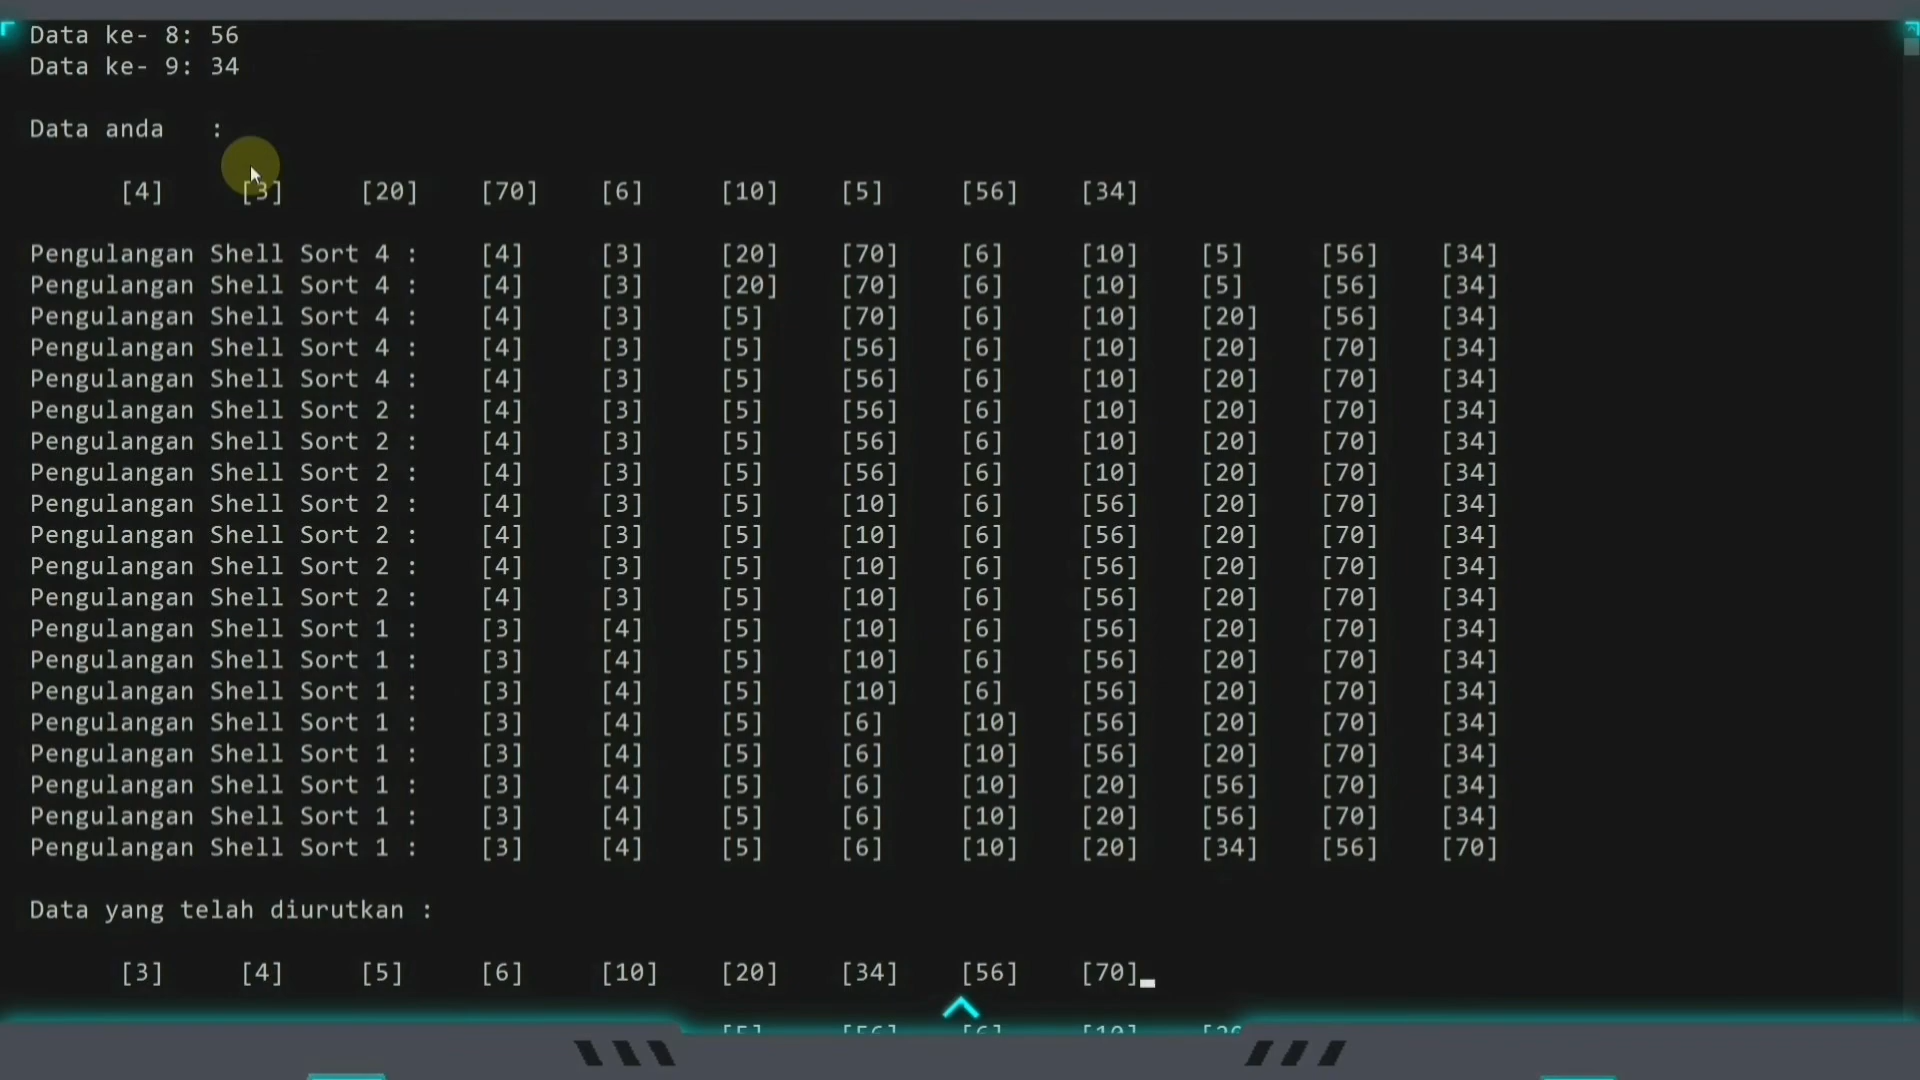 Data ke- 8: 56
Data ke- 9: 34
Data anda   :
[4] [3] [20] [70] [6] [10] [5] [56] [34]
Pengulangan Shell Sort 4 : [4] [3] [20] [70] [6] [10] [5] [56] [34]
Pengulangan Shell Sort 4 : [4] [3] [20] [70] [6] [10] [5] [56] [34]
Pengulangan Shell Sort 4 : [4] [3] [5] [70] [6] [10] [20] [56] [34]
Pengulangan Shell Sort 4 : [4] [3] [5] [56] [6] [10] [20] [70] [34]
Pengulangan Shell Sort 4 : [4] [3] [5] [56] [6] [10] [20] [70] [34]
Pengulangan Shell Sort 2 : [4] [3] [5] [56] [6] [10] [20] [70] [34]
Pengulangan Shell Sort 2 : [4] [3] [5] [56] [6] [10] [20] [70] [34]
Pengulangan Shell Sort 2 : [4] [3] [5] [56] [6] [10] [20] [70] [34]
Pengulangan Shell Sort 2 : [4] [3] [5] [10] [6] [56] [20] [70] [34]
Pengulangan Shell Sort 2 : [4] [3] [5] [10] [6] [56] [20] [70] [34]
Pengulangan Shell Sort 2 : [4] [3] [5] [10] [6] [56] [20] [70] [34]
Pengulangan Shell Sort 2 : [4] [3] [5] [10] [6] [56] [20] [70] [34]
Pengulangan Shell Sort 1 : [3] [4] [5] [10] [6] [56] [20] [70] [34]
Pengulangan Shell Sort 1 : [3] [4] [5] [10] [6] [56] [20] [70] [34]
Pengulangan Shell Sort 1 : [3] [4] [5] [10] [6] [56] [20] [70] [34]
Pengulangan Shell Sort 1 : [3] [4] [5] [6] [10] [56] [20] [70] [34]
Pengulangan Shell Sort 1 : [3] [4] [5] [6] [10] [56] [20] [70] [34]
Pengulangan Shell Sort 1 : [3] [4] [5] [6] [10] [20] [56] [70] [34]
Pengulangan Shell Sort 1 : [3] [4] [5] [6] [10] [20] [56] [70] [34]
Pengulangan Shell Sort 1 : [3] [4] [5] [6] [10] [20] [34] [56] [70]
Data yang telah diurutkan :
[3] [4] [5] [6] [10] [20] [34] [56] [70]